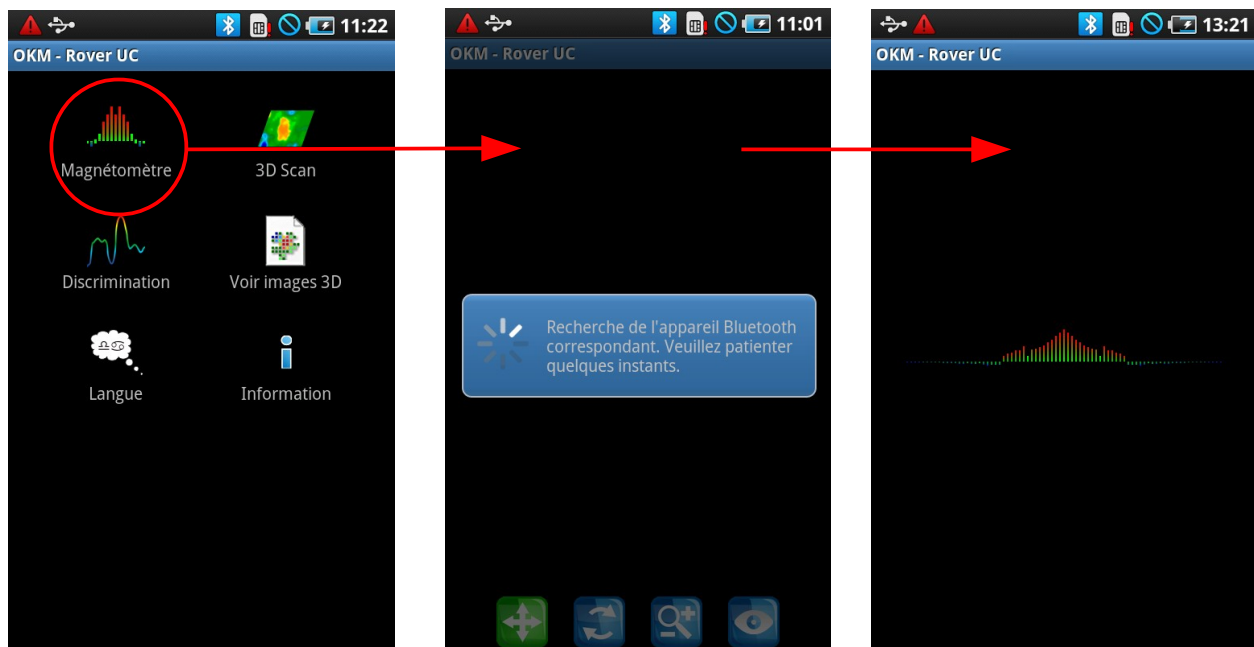 11:22
OKM - Rover UC
Magnétomètre
3D Scan
Discrimination
Voir images 3D
Langue
Information
11:01
OKM - Rover UC
Recherche de l'appareil Bluetooth
correspondant. Veuillez patienter
quelques instants.
13:21
OKM - Rover UC